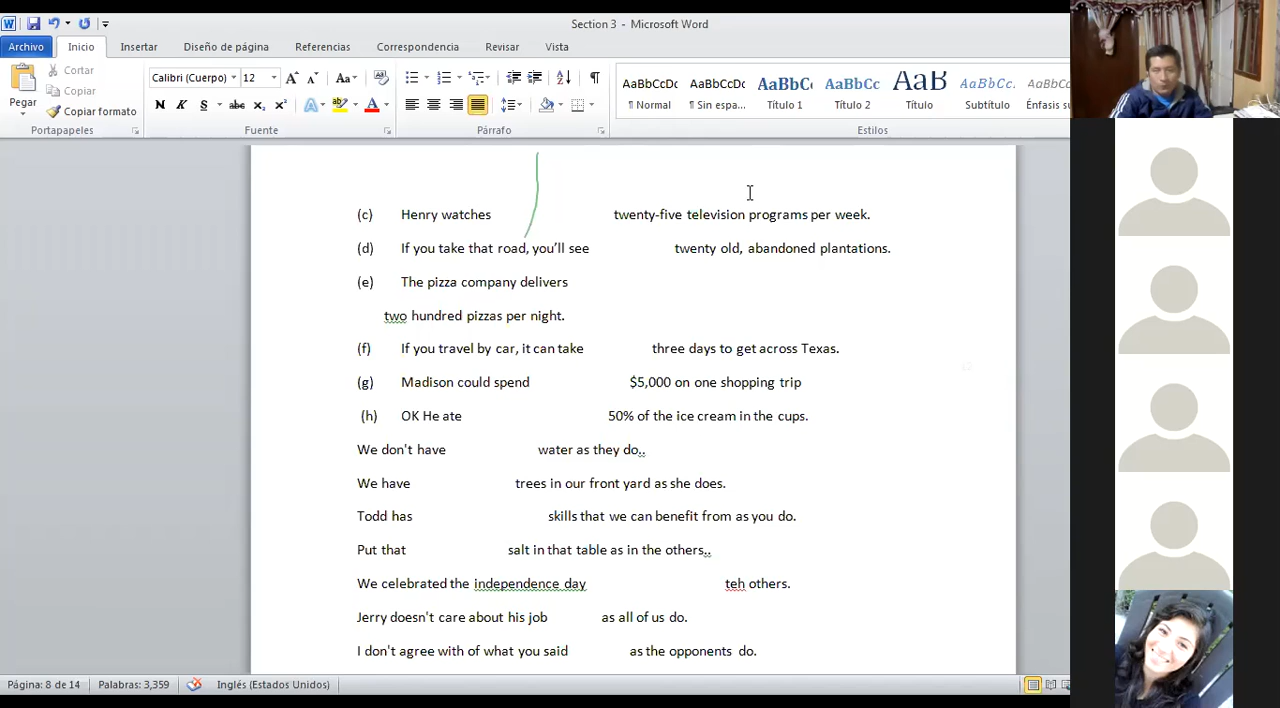 Section 3 - Microsoft Word
Archivo Inicio Insertar Diseño de página Referencias Correspondencia Revisar Vista
Pegar
Cortar
Copiar
Copiar formato
Portapapeles
Calibri (Cuerpo) 12
Fuente
Párrafo
AaBbCcDc AaBbCcDc AaBbC AaBbCc AaB AaBbCc. AaBbCcDc
¶ Normal ¶ Sin espa... Título 1 Título 2 Título Subtítulo Énfasis
Estilos
(c) Henry watches twenty-five television programs per week.
(d) If you take that road, you’ll see twenty old, abandoned plantations.
(e) The pizza company delivers
two hundred pizzas per night.
(f) If you travel by car, it can take three days to get across Texas.
(g) Madison could spend $5,000 on one shopping trip
(h) OK He ate 50% of the ice cream in the cups.
We don't have water as they do..
We have trees in our front yard as she does.
Todd has skills that we can benefit from as you do.
Put that salt in that table as in the others..
We celebrated the independence day teh others.
Jerry doesn't care about his job as all of us do.
I don't agree with of what you said as the opponents do.
Página: 8 de 14 Palabras: 3,359 Inglés (Estados Unidos)